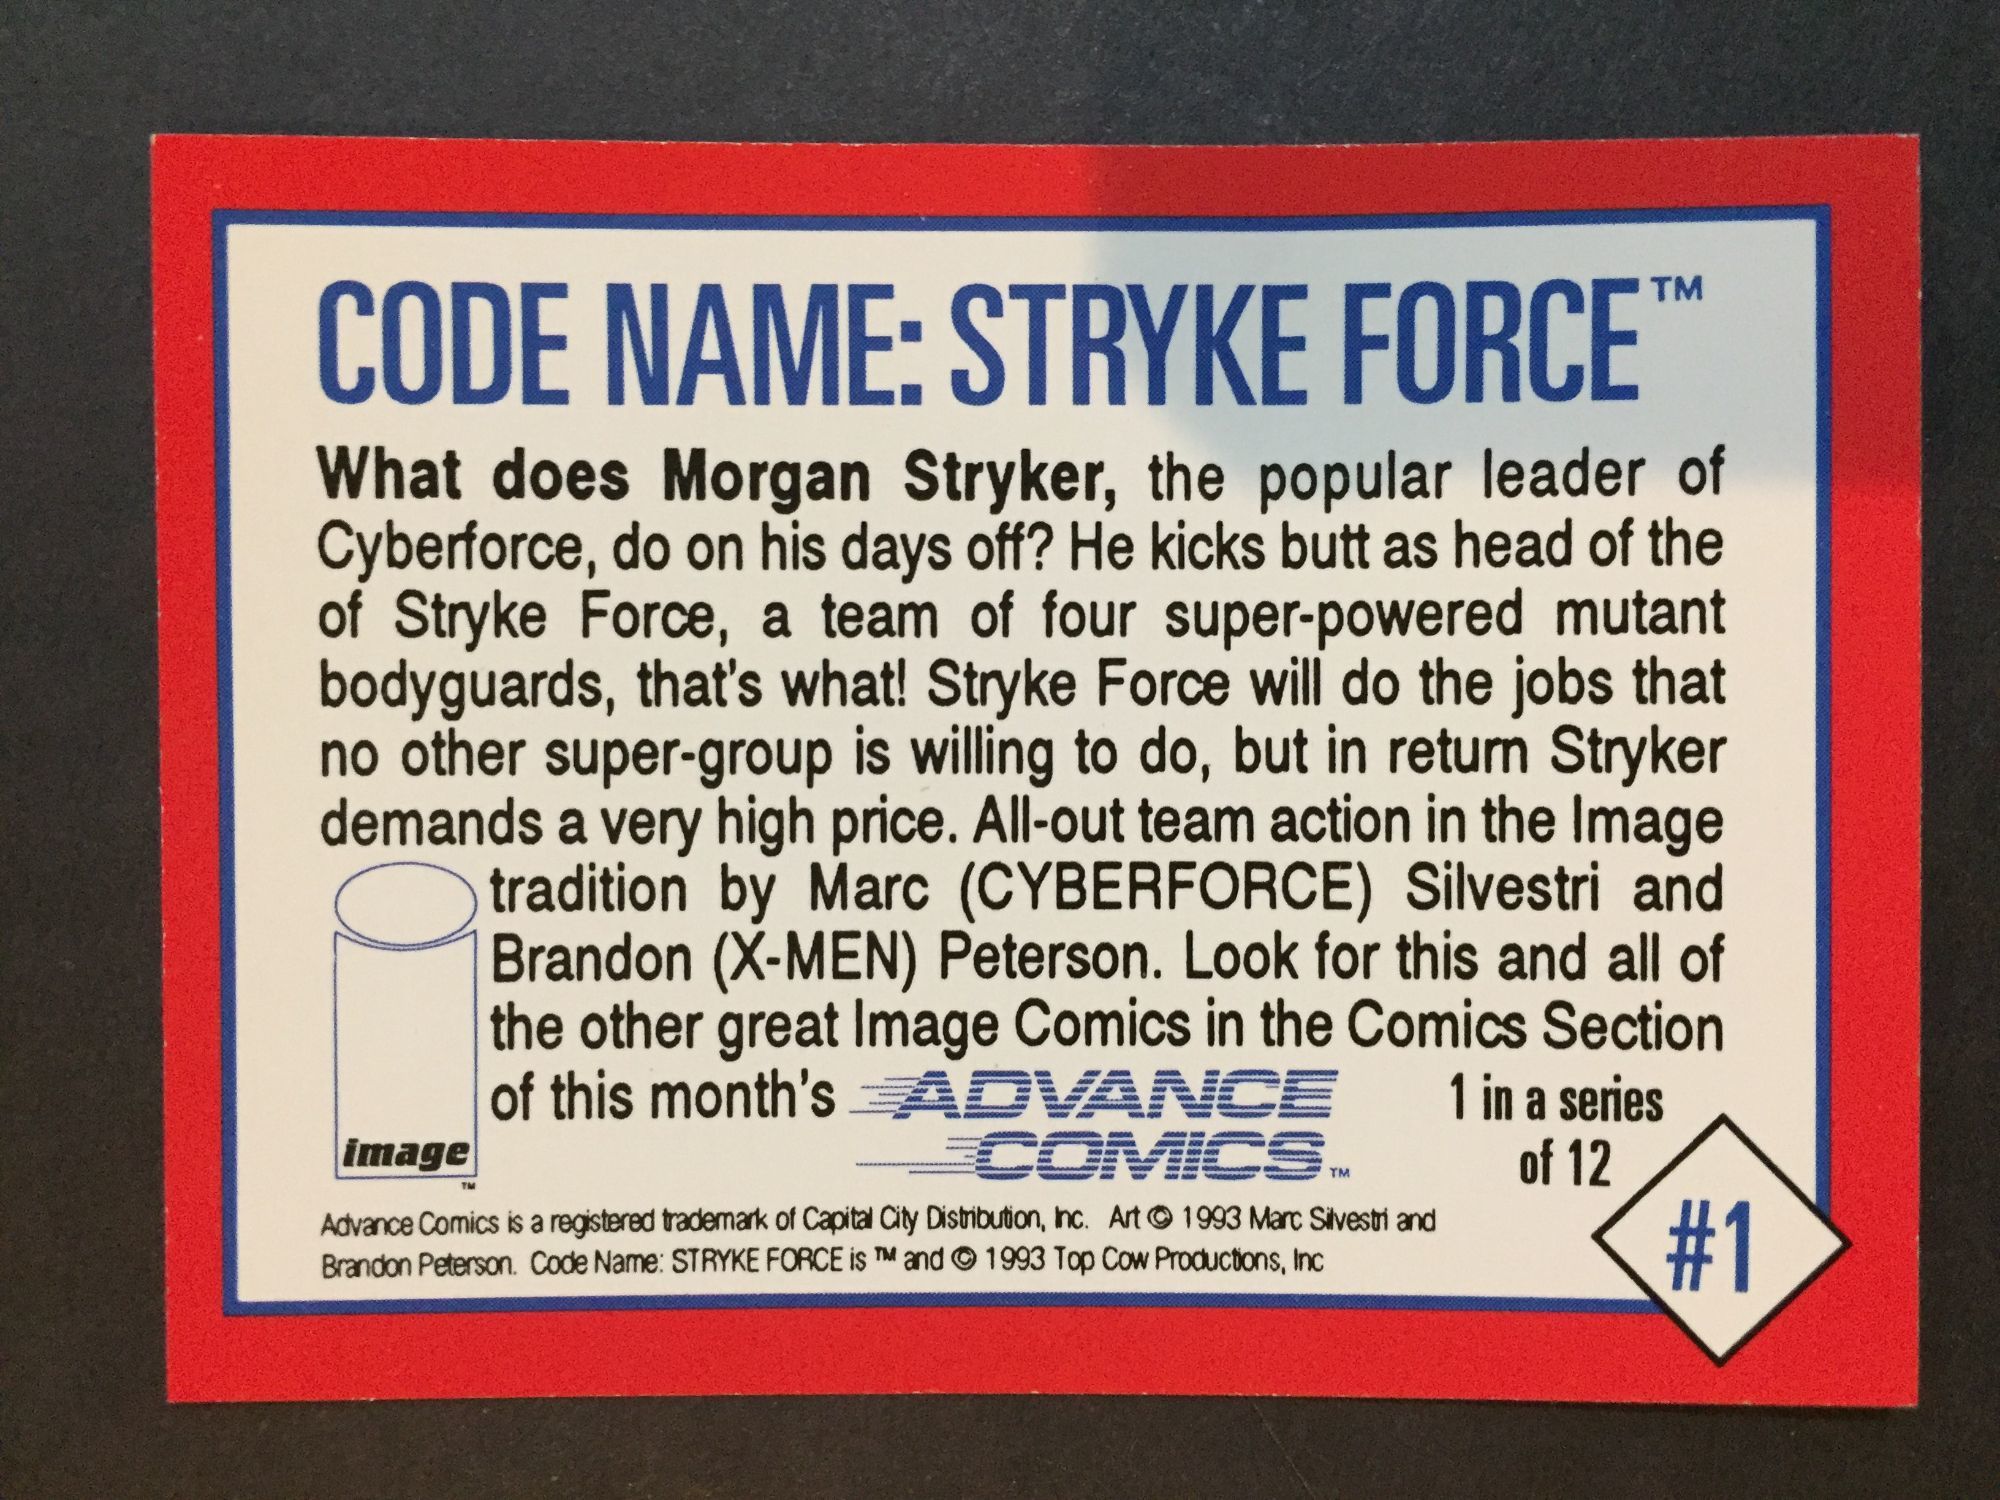 CODE NAME: STRYKE FORCE™
What does Morgan Stryker, the popular leader of
Cyberforce, do on his days off? He kicks butt as head of the
of Stryke Force, a team of four super-powered mutant
bodyguards, that's what! Stryke Force will do the jobs that
no other super-group is willing to do, but in return Stryker
demands a very high price. All-out team action in the Image
tradition by Marc (CYBERFORCE) Silvestri and
Brandon (X-MEN) Peterson. Look for this and all of
the other great Image Comics in the Comics Section
of this month's ADVANCE
COMICS™
image™
1 in a series
of 12
#1
Advance Comics is a registered trademark of Capital City Distribution, Inc. Art © 1993 Marc Silvestri and
Brandon Peterson. Code Name: STRYKE FORCE is ™ and © 1993 Top Cow Productions, Inc